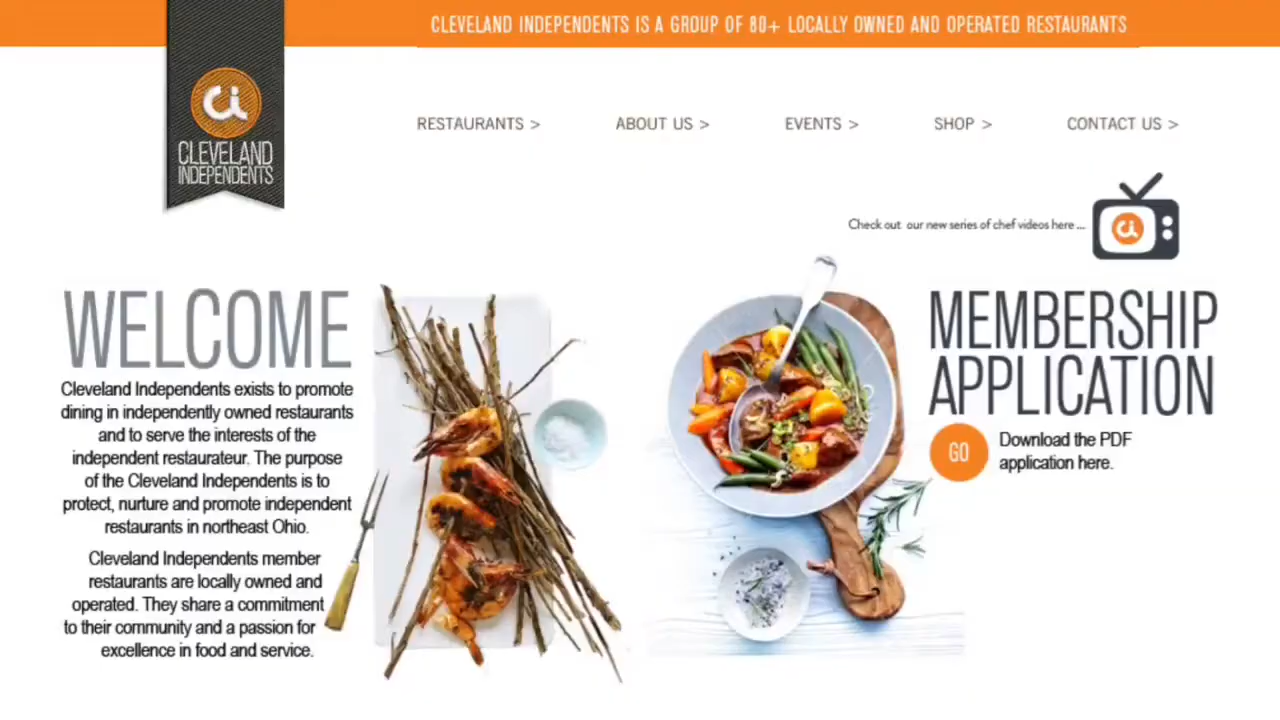 CLEVELAND INDEPENDENTS IS A GROUP OF 80+ LOCALLY OWNED AND OPERATED RESTAURANTS
ci
CLEVELAND
INDEPENDENTS
RESTAURANTS >
ABOUT US >
EVENTS >
SHOP >
CONTACT US >
Check out our new series of chef videos here ...
ci
WELCOME
Cleveland Independents exists to promote
dining in independently owned restaurants
and to serve the interests of the
independent restaurateur. The purpose
of the Cleveland Independents is to
protect, nurture and promote independent
restaurants in northeast Ohio.
Cleveland Independents member
restaurants are locally owned and
operated. They share a commitment
to their community and a passion for
excellence in food and service.
MEMBERSHIP
APPLICATION
GO
Download the PDF
application here.